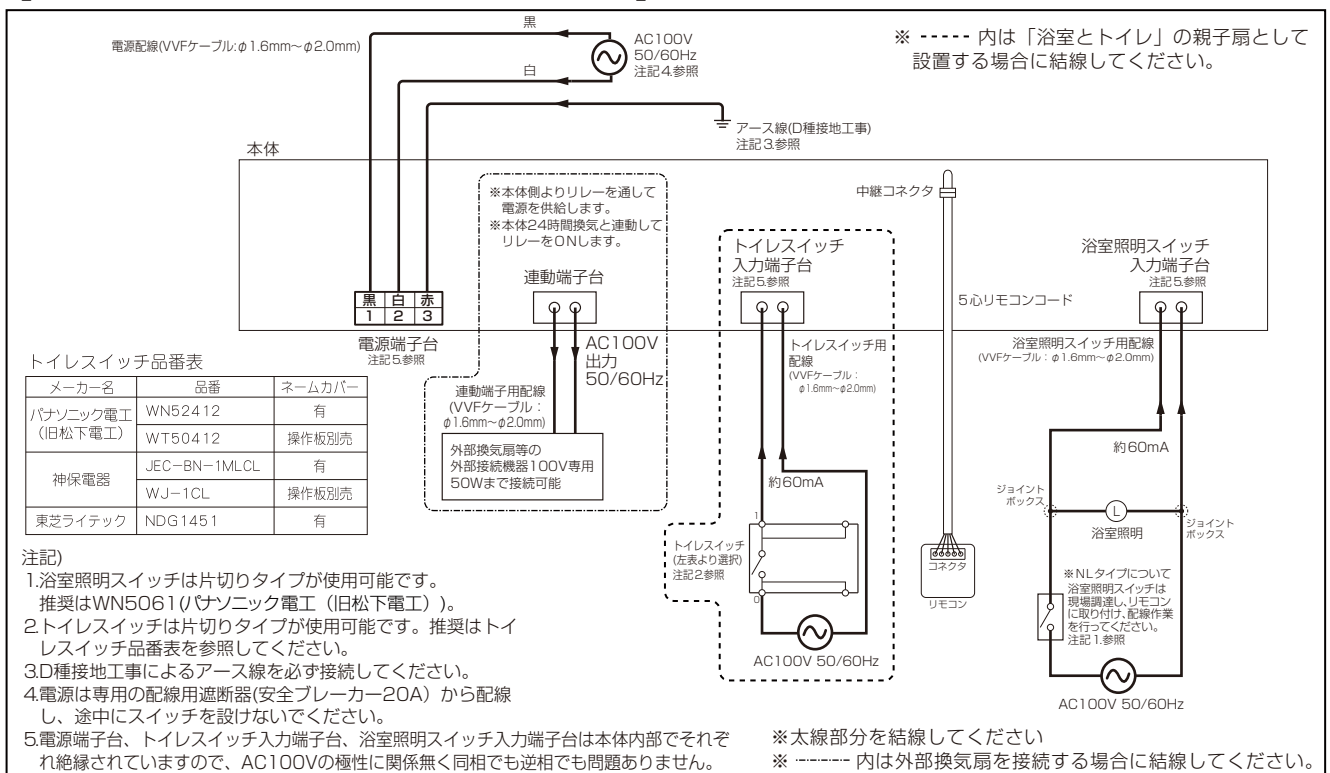 電源配線(VVFケーブル:φ1.6mm〜φ2.0mm)
黒
白
AC100V
50/60Hz
注記4.参照
※ ----- 内は「浴室とトイレ」の親子扇として
設置する場合に結線してください。
アース線(D種接地工事)
注記3.参照
本体
※本体側よりリレーを通して
電源を供給します。
※本体24時間換気と連動して
リレーをONします。
連動端子台
黒 白 赤
1 2 3
電源端子台
注記5.参照
AC100V
出力
50/60Hz
連動端子用配線
(VVFケーブル：
φ1.6mm〜φ2.0mm)
外部換気扇等の
外部接続機器100V専用
50Wまで接続可能
トイレスイッチ
入力端子台
注記5.参照
トイレスイッチ用
配線
(VVFケーブル：
φ1.6mm〜φ2.0mm)
約60mA
1
トイレスイッチ
(左表より選択)
注記2.参照
0
AC100V 50/60Hz
中継コネクタ
5心リモコンコード
コネクタ
リモコン
浴室照明スイッチ
入力端子台
注記5.参照
浴室照明スイッチ用配線
(VVFケーブル：φ1.6mm〜φ2.0mm)
約60mA
ジョイント
ボックス
L
浴室照明
ジョイント
ボックス
※NLタイプについて
浴室照明スイッチは
現場調達し、リモコン
に取り付け、配線作業
を行ってください。
注記1.参照
AC100V 50/60Hz
トイレスイッチ品番表
メーカー名 品番 ネームカバー
パナソニック電工
（旧松下電工）
WN52412 有
WT50412 操作板別売
神保電器
JEC-BN-1MLCL 有
WJ-1CL 操作板別売
東芝ライテック NDG1451 有
注記)
1.浴室照明スイッチは片切りタイプが使用可能です。
推奨はWN5061(パナソニック電工（旧松下電工）)。
2.トイレスイッチは片切りタイプが使用可能です。推奨はトイ
レスイッチ品番表を参照してください。
3.D種接地工事によるアース線を必ず接続してください。
4.電源は専用の配線用遮断器(安全ブレーカー20A）から配線
し、途中にスイッチを設けないでください。
5.電源端子台、トイレスイッチ入力端子台、浴室照明スイッチ入力端子台は本体内部でそれぞ
れ絶縁されていますので、AC100Vの極性に関係無く同相でも逆相でも問題ありません。
※太線部分を結線してください
※ -·-·-·- 内は外部換気扇を接続する場合に結線してください。